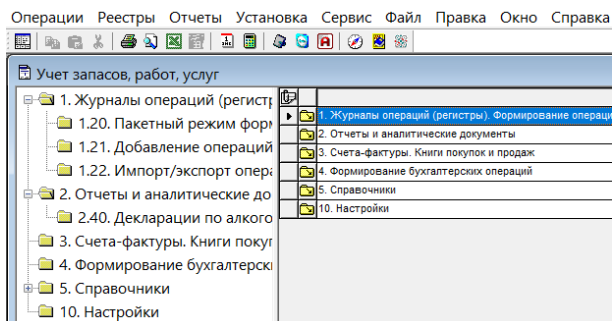 Операции Реестры Отчеты Установка Сервис Файл Правка Окно Справка
Учет запасов, работ, услуг
1. Журналы операций (регистр
1.20. Пакетный режим форм
1.21. Добавление операций
1.22. Импорт/экспорт опера
2. Отчеты и аналитические до
2.40. Декларации по алкого
3. Счета-фактуры. Книги покуп
4. Формирование бухгалтерски
5. Справочники
10. Настройки
1. Журналы операций (регистры). Формирование операци
2. Отчеты и аналитические документы
3. Счета-фактуры. Книги покупок и продаж
4. Формирование бухгалтерских операций
5. Справочники
10. Настройки